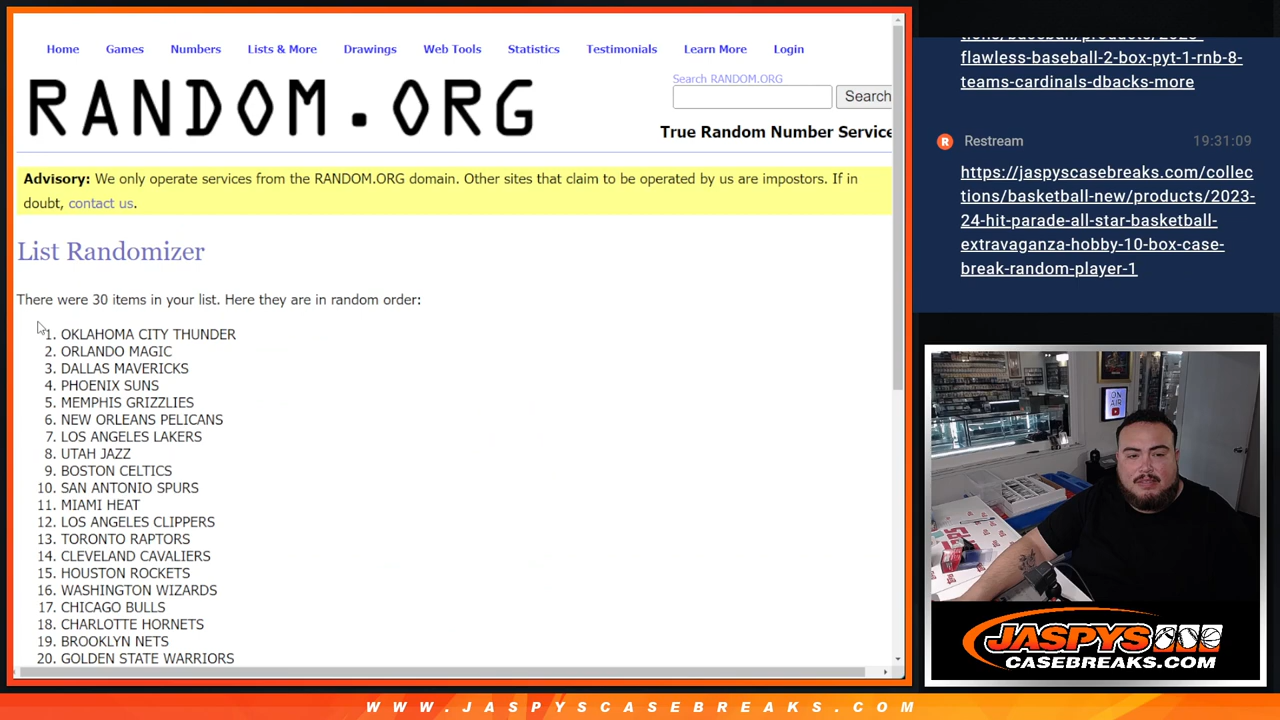 Home Games Numbers Lists & More Drawings Web Tools Statistics Testimonials Learn More Login
RANDOM.ORG
Search RANDOM.ORG
Search
True Random Number Service
Advisory: We only operate services from the RANDOM.ORG domain. Other sites that claim to be operated by us are impostors. If in
doubt, contact us.
List Randomizer
There were 30 items in your list. Here they are in random order:
1. OKLAHOMA CITY THUNDER
2. ORLANDO MAGIC
3. DALLAS MAVERICKS
4. PHOENIX SUNS
5. MEMPHIS GRIZZLIES
6. NEW ORLEANS PELICANS
7. LOS ANGELES LAKERS
8. UTAH JAZZ
9. BOSTON CELTICS
10. SAN ANTONIO SPURS
11. MIAMI HEAT
12. LOS ANGELES CLIPPERS
13. TORONTO RAPTORS
14. CLEVELAND CAVALIERS
15. HOUSTON ROCKETS
16. WASHINGTON WIZARDS
17. CHICAGO BULLS
18. CHARLOTTE HORNETS
19. BROOKLYN NETS
20. GOLDEN STATE WARRIORS
tions/baseball/products/2023-
flawless-baseball-2-box-pyt-1-rnb-8-
teams-cardinals-dbacks-more
R Restream 19:31:09
https://jaspyscasebreaks.com/collec
tions/basketball-new/products/2023-
24-hit-parade-all-star-basketball-
extravaganza-hobby-10-box-case-
break-random-player-1
ON
AIR
JASPYS
CASEBREAKS.COM
WWW.JASPYSCASEBREAKS.COM